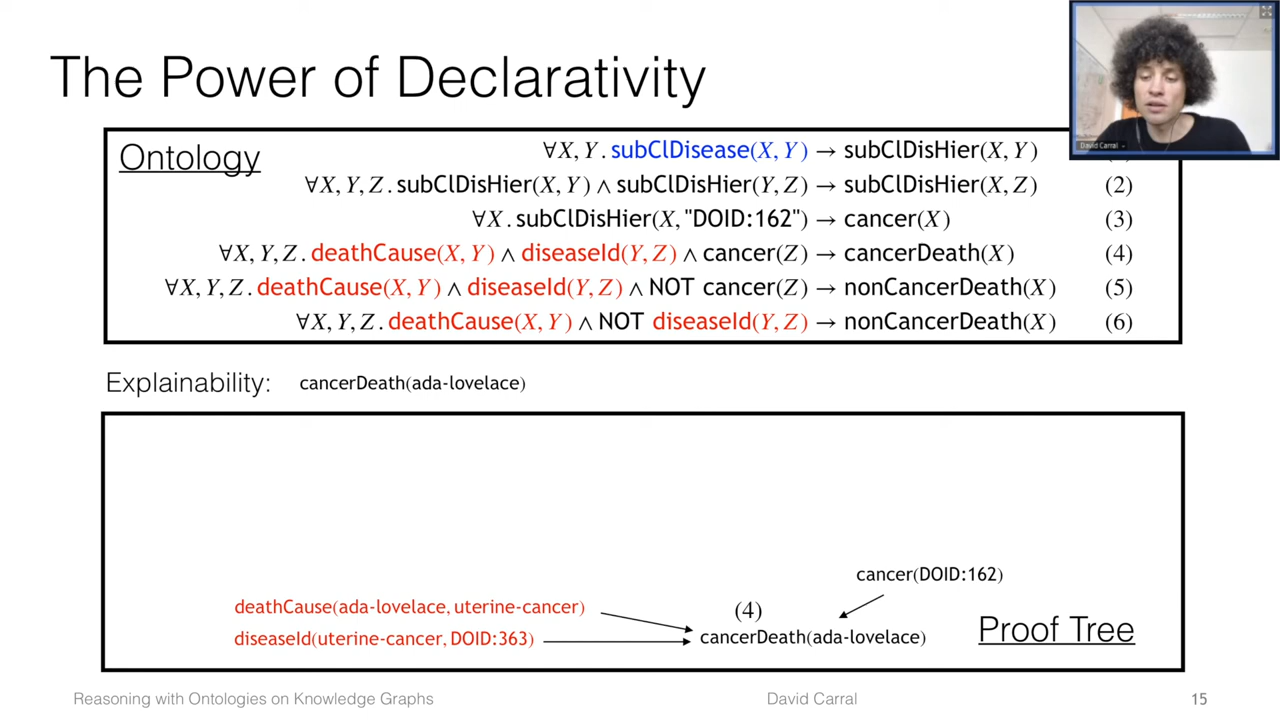 The Power of Declarativity
Ontology
∀X, Y . subClDisease(X, Y) → subClDisHier(X, Y)
∀X, Y, Z . subClDisHier(X, Y) ∧ subClDisHier(Y, Z) → subClDisHier(X, Z) (2)
∀X . subClDisHier(X, "DOID:162") → cancer(X) (3)
∀X, Y, Z . deathCause(X, Y) ∧ diseaseId(Y, Z) ∧ cancer(Z) → cancerDeath(X) (4)
∀X, Y, Z . deathCause(X, Y) ∧ diseaseId(Y, Z) ∧ NOT cancer(Z) → nonCancerDeath(X) (5)
∀X, Y, Z . deathCause(X, Y) ∧ NOT diseaseId(Y, Z) → nonCancerDeath(X) (6)
David Carral
Explainability: cancerDeath(ada-lovelace)
cancer(DOID:162)
deathCause(ada-lovelace, uterine-cancer) (4)
diseaseId(uterine-cancer, DOID:363) cancerDeath(ada-lovelace)
Proof Tree
Reasoning with Ontologies on Knowledge Graphs David Carral 15